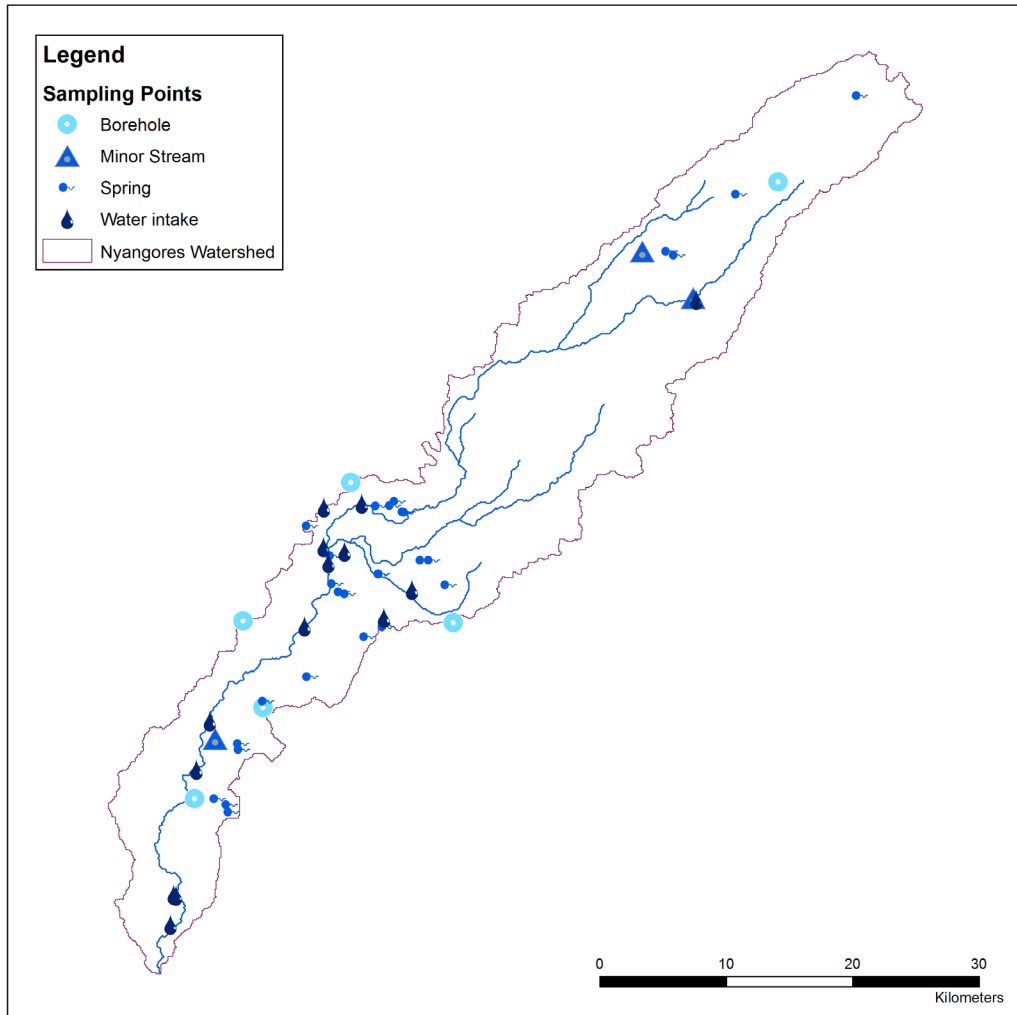 Legend
Sampling Points
Borehole
Minor Stream
Spring
Water intake
Nyangores Watershed
0 10 20 30
Kilometers